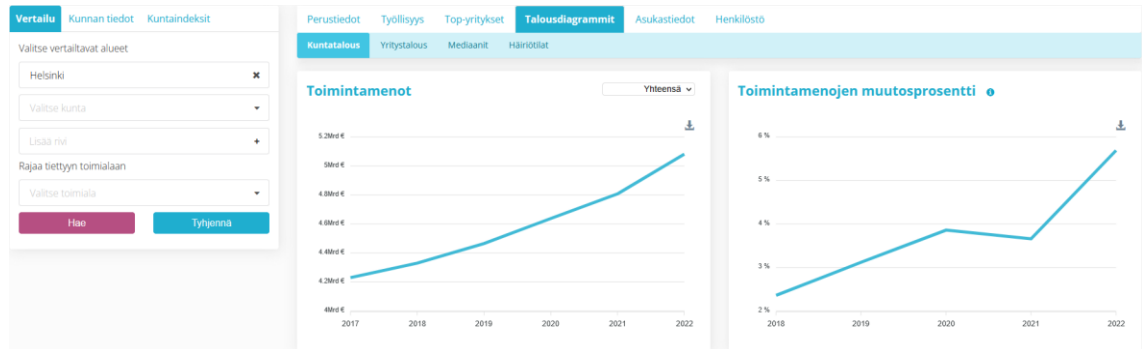 Vertailu Kunnan tiedot Kuntaindeksit
Valitse vertailtavat alueet
Helsinki ✖
Valitse kunta
Lisää rivi +
Rajaa tiettyyn toimialaan
Valitse toimiala
Hae Tyhjennä
Perustiedot Työllisyys Top-yritykset Talousdiagrammit Asukastiedot Henkilöstö
Kuntatalous Yritystalous Mediaanit Häiriötilat
Toimintamenot Yhteensä
5.2Mrd €
5Mrd €
4.8Mrd €
4.6Mrd €
4.4Mrd €
4.2Mrd €
4Mrd €
2017 2018 2019 2020 2021 2022
Toimintamenojen muutosprosentti
6 %
5 %
4 %
3 %
2 %
2018 2019 2020 2021 2022